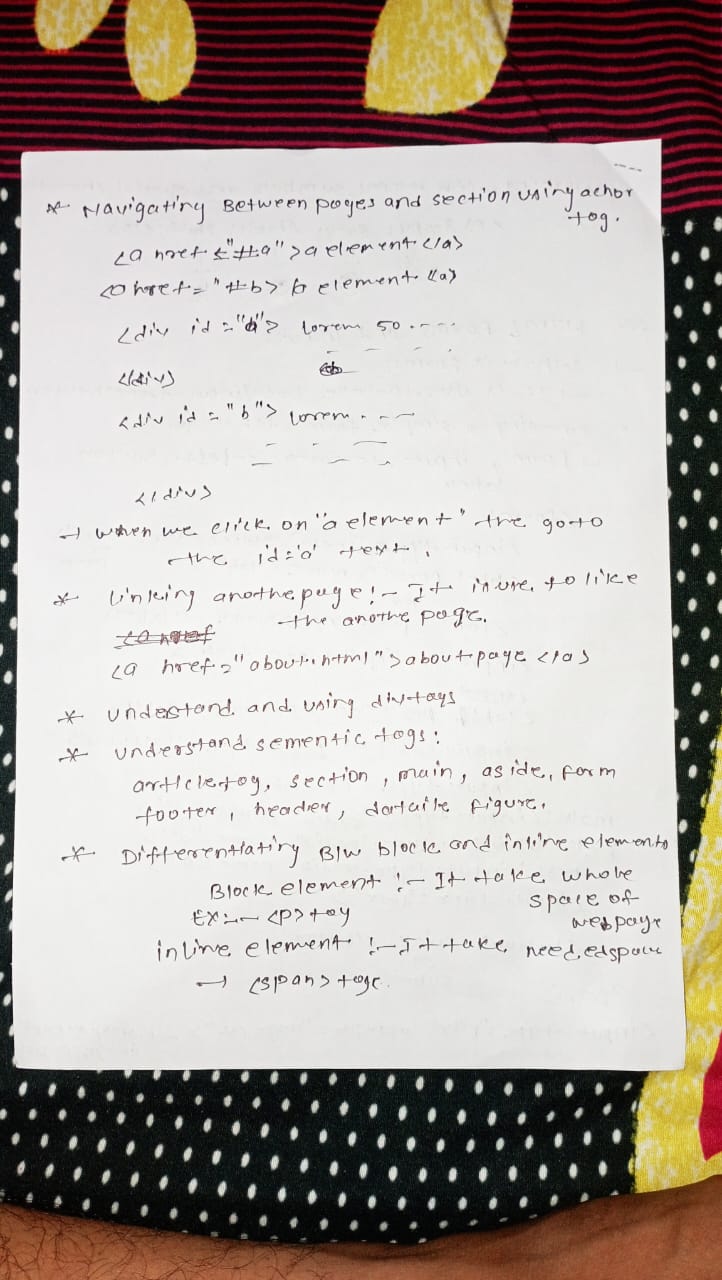 * Navigating Between pages and section using achor
tag.
<a href ="#a">a element </a>
<a href="#b> b element </a>
<div id ="a"> lorem 50 ....
</div>
<div id ="b"> lorem ....
</div>
→ when we click on "a element" the goto
the id='a' text.
* linking anothe page :- It is use to like
the anothe page.
<a href
<a href ="about.html">about page </a>
* Understand and using div tags
* Understand sementic tags :
article tag, section, main, aside, form
footer, header, figure.
* Differentiating B/w block and inline elements
Block element :- It take whole
space of
Ex:- <p> tag
webpage
inline element :- It take needed space
→ <span> tag.